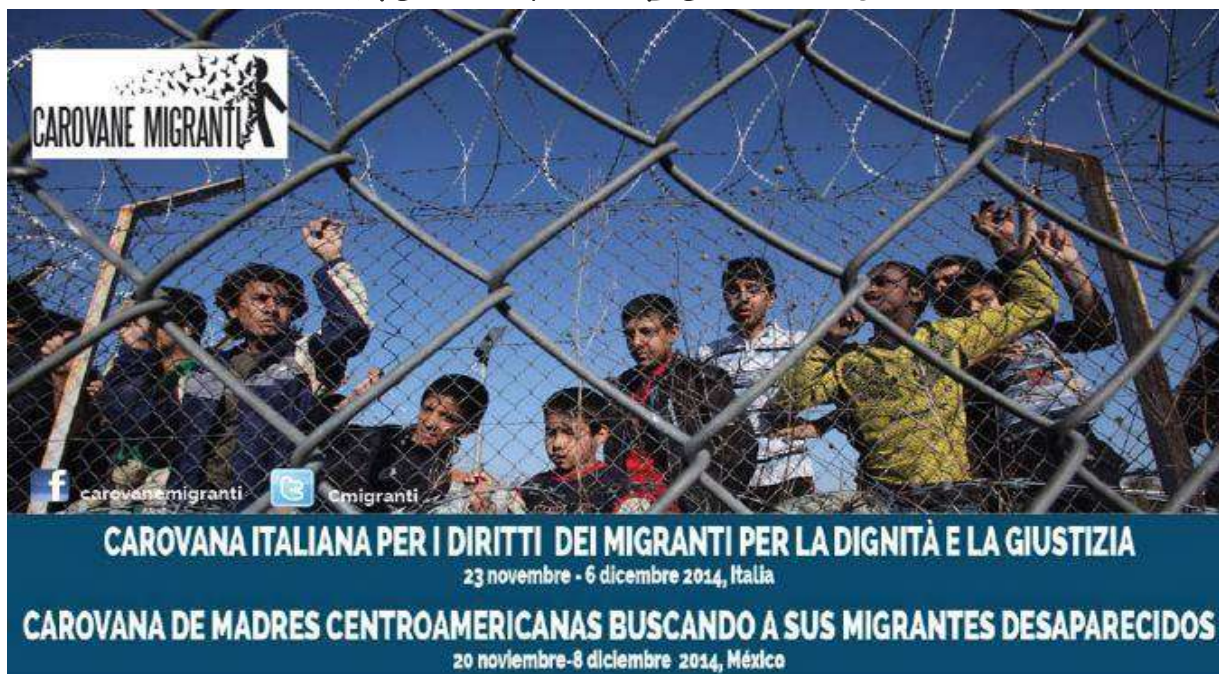 CAROVANE MIGRANTI
carovanemigranti
Cmigranti
CAROVANA ITALIANA PER I DIRITTI DEI MIGRANTI PER LA DIGNITÀ E LA GIUSTIZIA
23 novembre - 6 dicembre 2014, Italia
CAROVANA DE MADRES CENTROAMERICANAS BUSCANDO A SUS MIGRANTES DESAPARECIDOS
20 noviembre-8 diciembre 2014, México